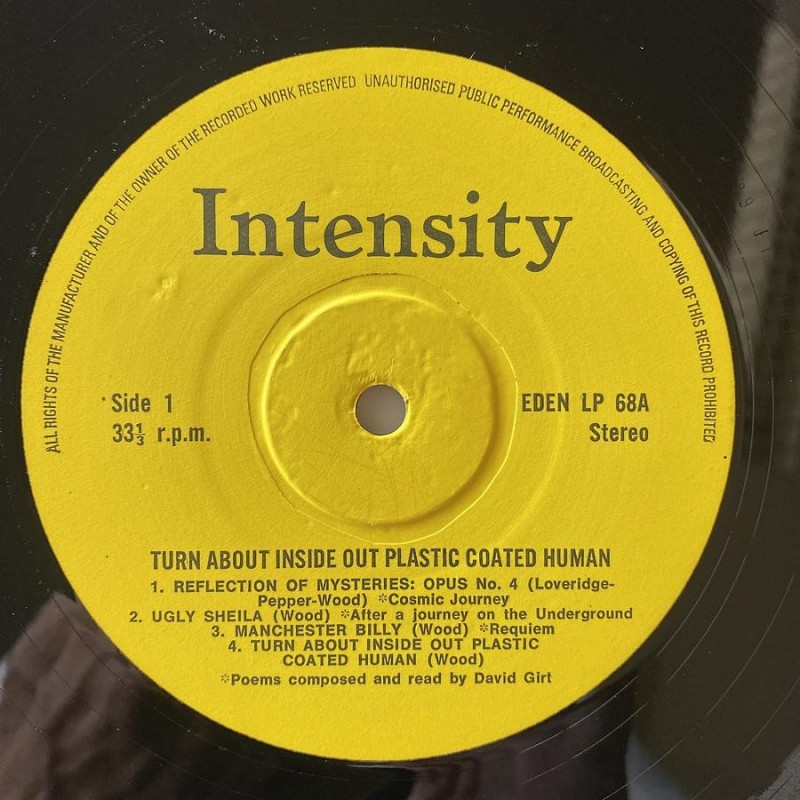 ALL RIGHTS OF THE MANUFACTURER AND OF THE OWNER OF THE RECORDED WORK RESERVED UNAUTHORISED PUBLIC PERFORMANCE BROADCASTING AND COPYING OF THIS RECORD PROHIBITED
Intensity
Side 1
33⅓ r.p.m.
EDEN LP 68A
Stereo
TURN ABOUT INSIDE OUT PLASTIC COATED HUMAN
1. REFLECTION OF MYSTERIES: OPUS No. 4 (Loveridge-
Pepper-Wood) *Cosmic Journey
2. UGLY SHEILA (Wood) *After a journey on the Underground
3. MANCHESTER BILLY (Wood) *Requiem
4. TURN ABOUT INSIDE OUT PLASTIC
COATED HUMAN (Wood)
*Poems composed and read by David Girt